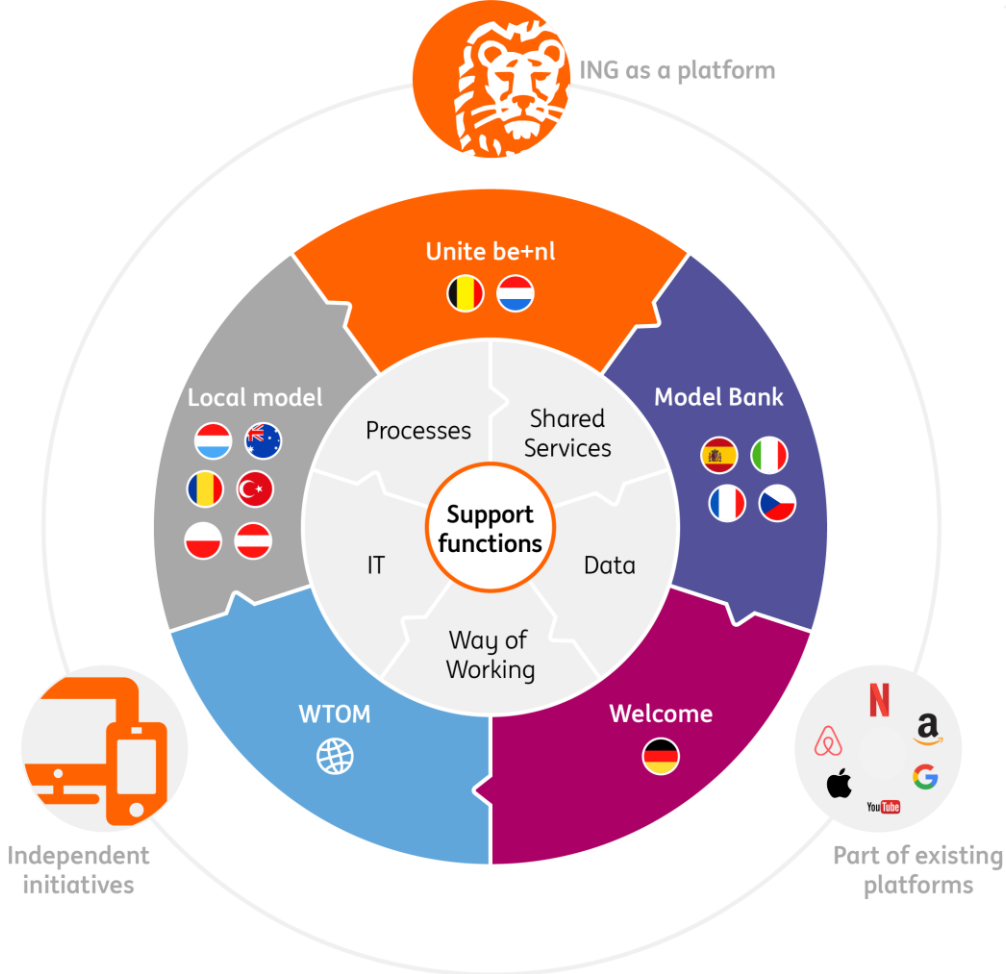 ING as a platform
Unite be+nl
Local model
Model Bank
Processes
Shared
Services
Support
functions
IT
Data
Way of
Working
WTOM
Welcome
N
a
G
YouTube
Independent
initiatives
Part of existing
platforms